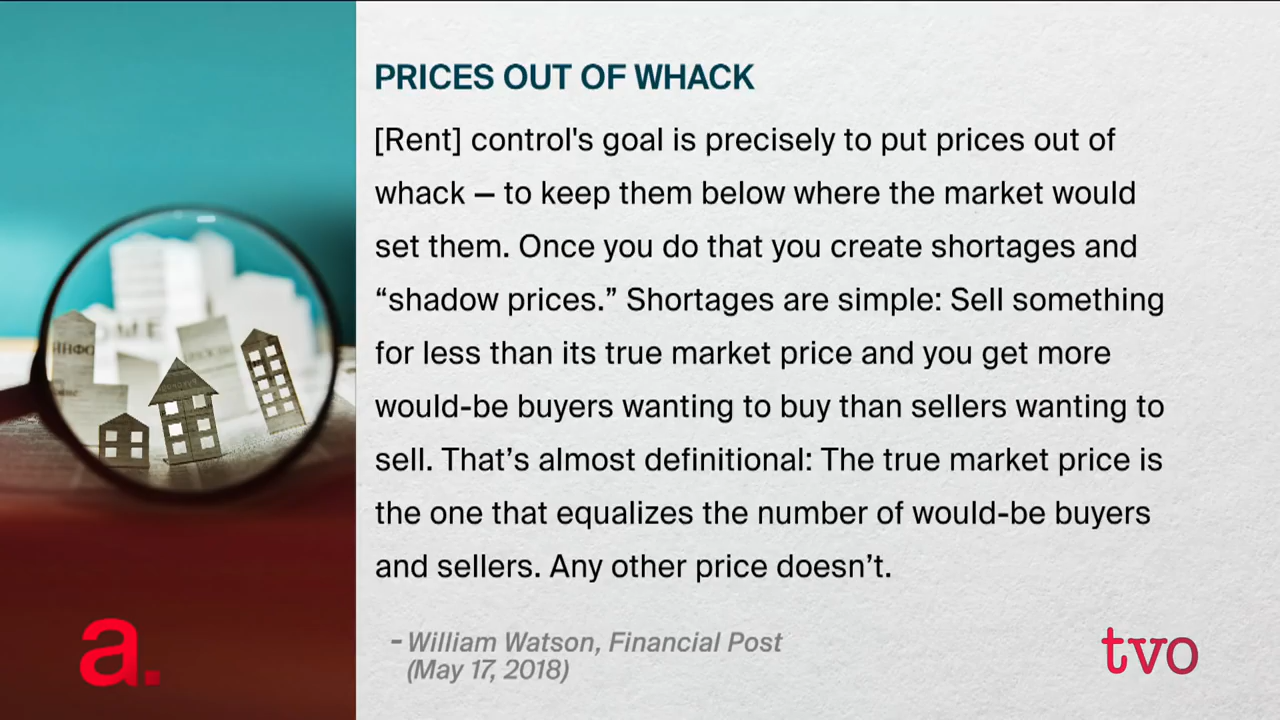 PRICES OUT OF WHACK
[Rent] control's goal is precisely to put prices out of
whack – to keep them below where the market would
set them. Once you do that you create shortages and
“shadow prices.” Shortages are simple: Sell something
for less than its true market price and you get more
would-be buyers wanting to buy than sellers wanting to
sell. That’s almost definitional: The true market price is
the one that equalizes the number of would-be buyers
and sellers. Any other price doesn’t.
– William Watson, Financial Post
(May 17, 2018)
a.
tvo